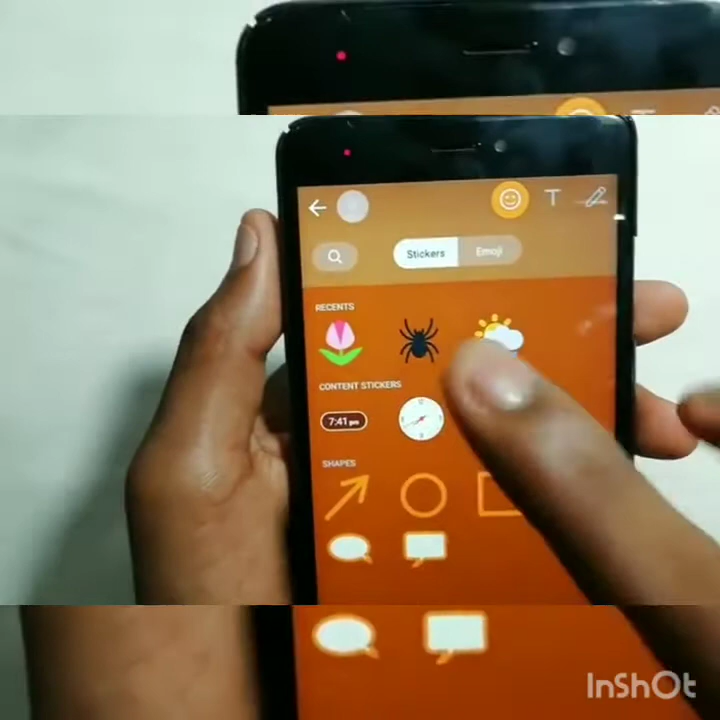 T
Stickers Emoji
RECENTS
CONTENT STICKERS
7:41 pm
SHAPES
InShOt